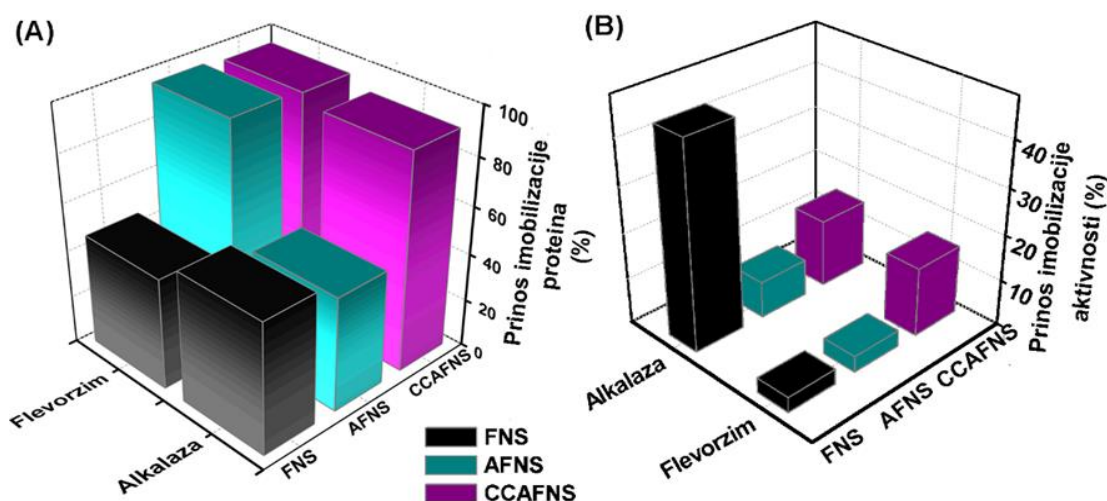 (A)
100
80
60
40
20
0
Prinos imobilizacije
proteina
(%)
Flevorzim
Alkalaza
FNS
AFNS
CCAFNS
(B)
40
30
20
10
Prinos imobilizacije
aktivnosti (%)
Alkalaza
Flevorzim
FNS
AFNS
CCAFNS
FNS
AFNS
CCAFNS